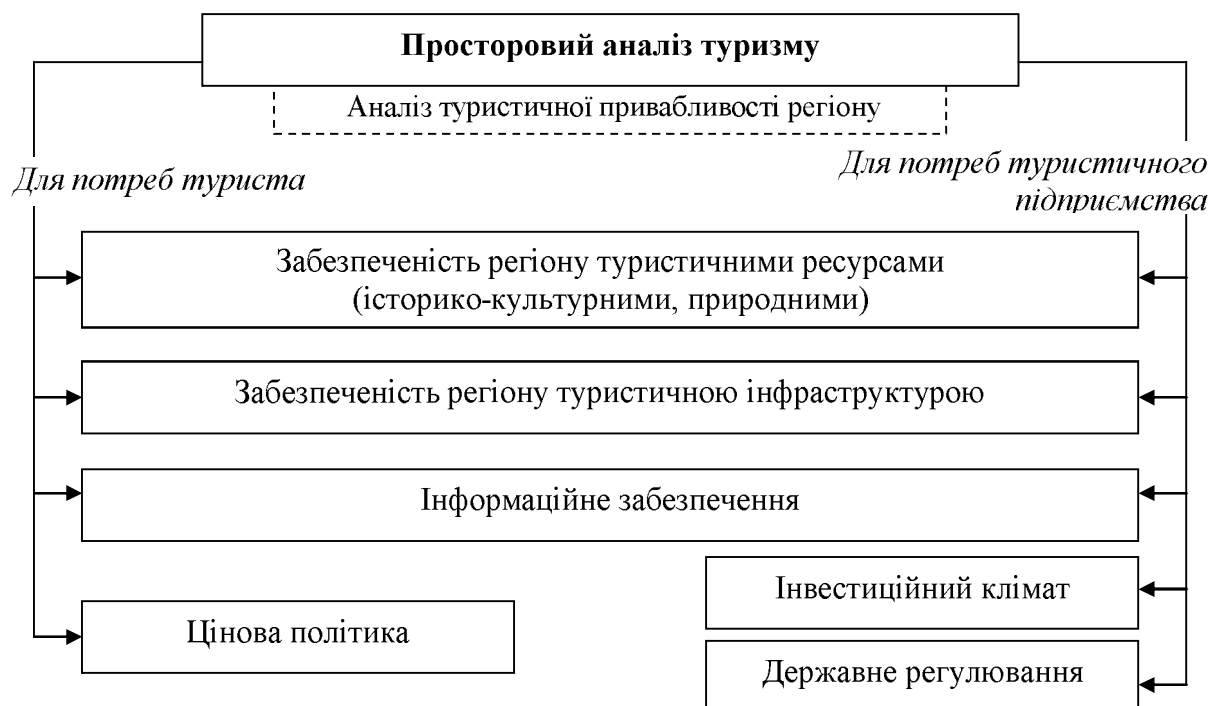 Просторовий аналіз туризму
Аналіз туристичної привабливості регіону
Для потреб туриста
Для потреб туристичного
підприємства
Забезпеченість регіону туристичними ресурсами
(історико-культурними, природними)
Забезпеченість регіону туристичною інфраструктурою
Інформаційне забезпечення
Інвестиційний клімат
Цінова політика
Державне регулювання